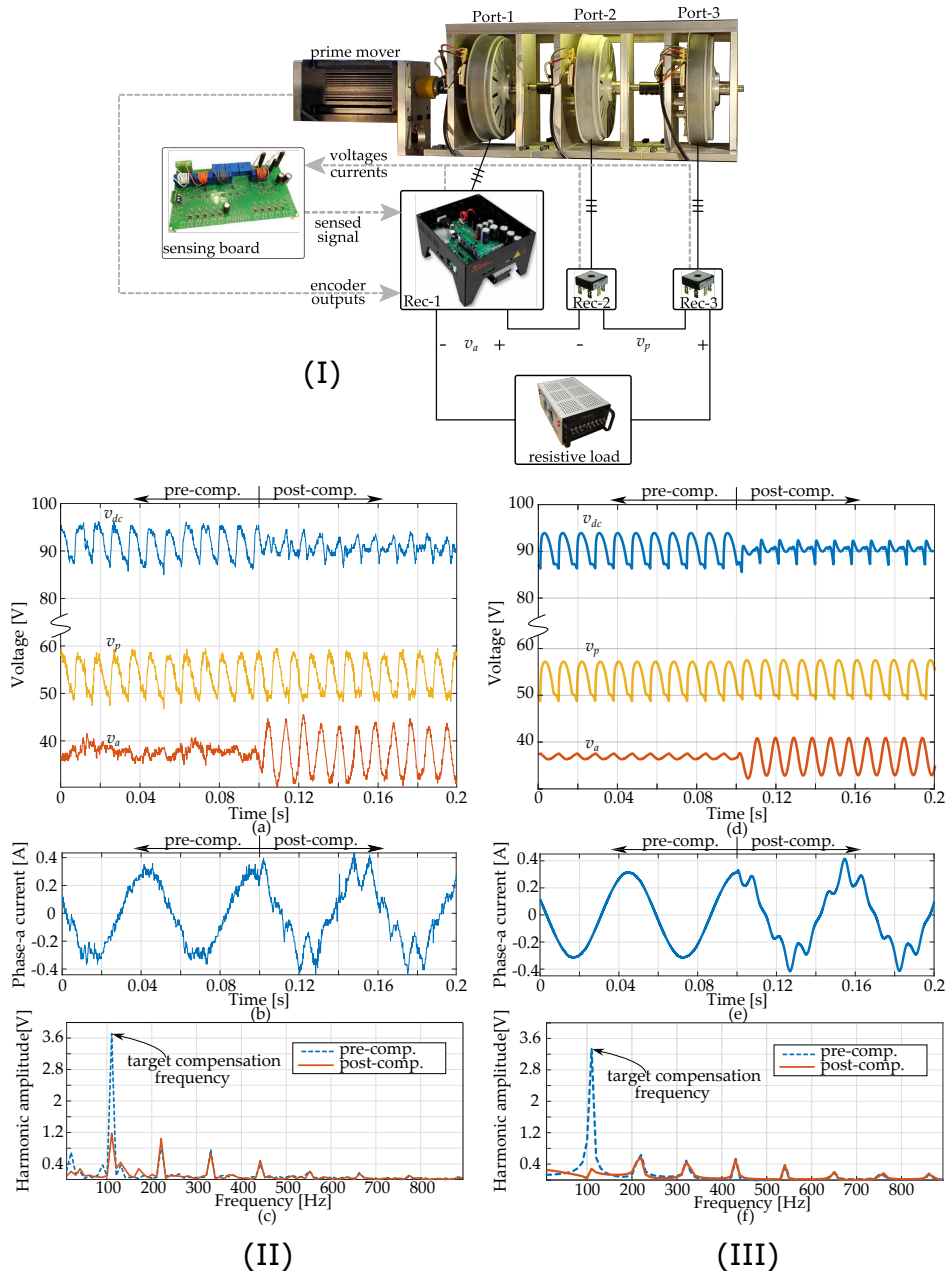 Port-1
Port-2
Port-3
prime mover
voltages
currents
sensing board
sensed
signal
encoder
outputs
Rec-1
Rec-2
Rec-3
- v_a +
- v_p +
resistive load
(I)
pre-comp. post-comp.
100
90
80
60
50
40
Voltage [V]
v_dc
v_p
v_a
0 0.04 0.08 0.12 0.16 0.2
Time [s]
(a)
pre-comp. post-comp.
0.4
0.2
0
-0.2
-0.4
Phase-a current [A]
0 0.04 0.08 0.12 0.16 0.2
Time [s]
(b)
3.6
2.8
2
1.2
0.4
Harmonic amplitude[V]
target compensation
frequency
pre-comp.
post-comp.
100 200 300 400 500 600 700 800
Frequency [Hz]
(c)
(II)
pre-comp. post-comp.
100
90
80
60
50
40
Voltage [V]
v_dc
v_p
v_a
0 0.04 0.08 0.12 0.16 0.2
Time [s]
(d)
pre-comp. post-comp.
0.4
0.2
0
-0.2
-0.4
Phase-a current [A]
0 0.04 0.08 0.12 0.16 0.2
Time [s]
(e)
3.6
2.8
2
1.2
0.4
Harmonic amplitude[V]
target compensation
frequency
pre-comp.
post-comp.
100 200 300 400 500 600 700 800
Frequency [Hz]
(f)
(III)